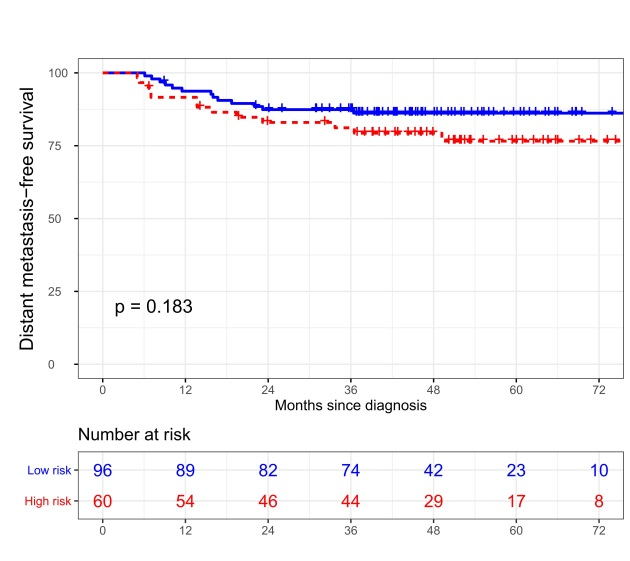 100
75
50
25
0
Distant metastasis−free survival
p = 0.183
0 12 24 36 48 60 72
Months since diagnosis
Number at risk
Low risk 96 89 82 74 42 23 10
High risk 60 54 46 44 29 17 8
0 12 24 36 48 60 72